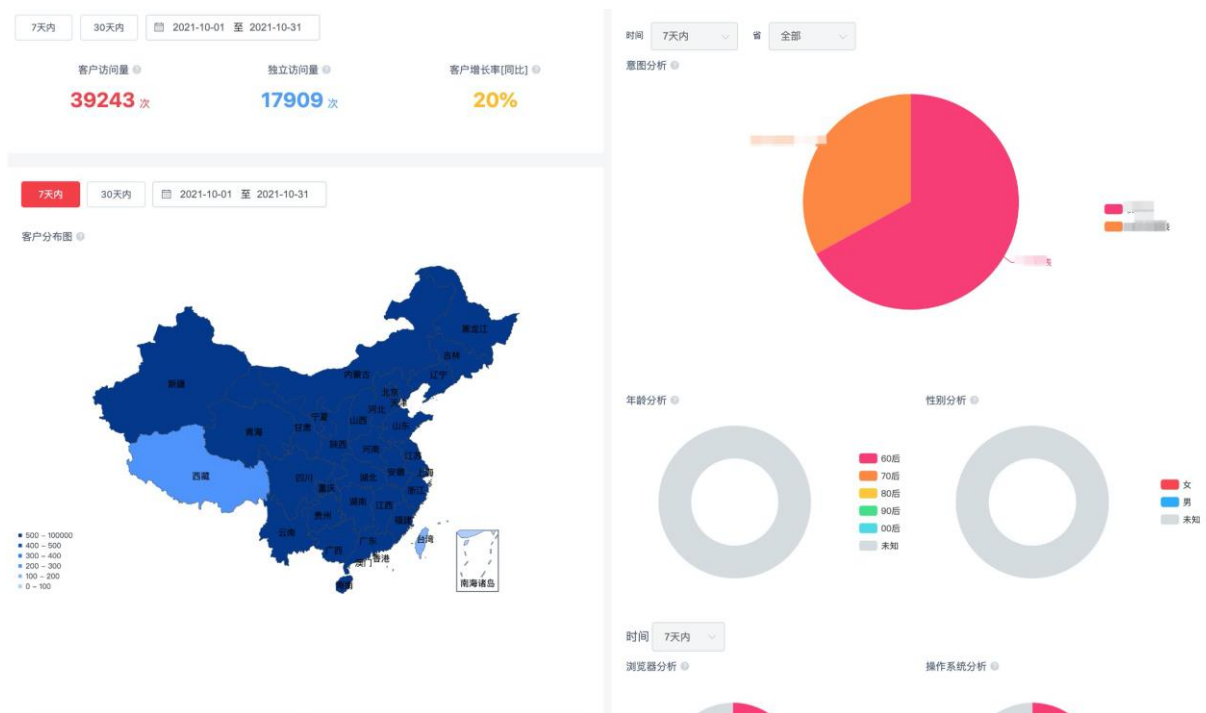 7天内 30天内 2021-10-01 至 2021-10-31
客户访问量 独立访问量 客户增长率[同比]
39243 次 17909 次 20%
7天内 30天内 2021-10-01 至 2021-10-31
客户分布图
黑龙江
吉林
内蒙古 辽宁
新疆
北京
天津
河北
宁夏 山西 山东
青海 甘肃
陕西 河南
江苏
西藏 四川 湖北 安徽 上海
重庆 浙江
湖南 江西
贵州
福建
云南 广东 台湾
广西
香港
澳门
海南
南海诸岛
500 – 100000
400 – 500
300 – 400
200 – 300
100 – 200
0 – 100
时间 7天内 省 全部
意图分析
年龄分析
60后
70后
80后
90后
00后
未知
性别分析
女
男
未知
时间 7天内
浏览器分析 操作系统分析